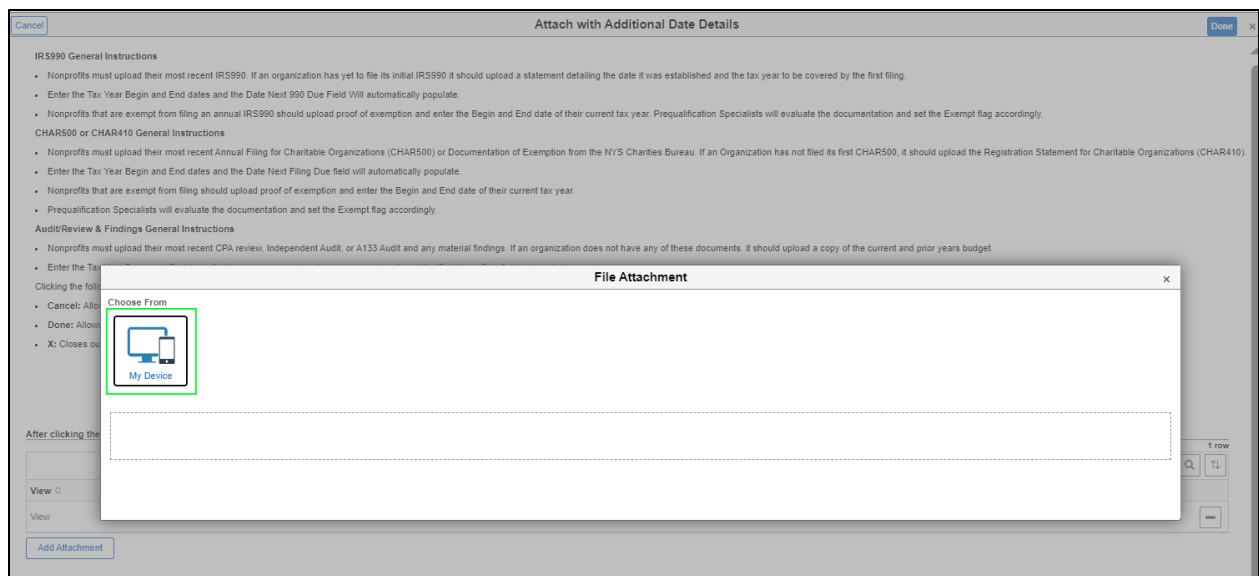 Cancel
Attach with Additional Date Details
Done ×
IRS990 General Instructions
• Nonprofits must upload their most recent IRS990. If an organization has yet to file its initial IRS990 it should upload a statement detailing the date it was established and the tax year to be covered by the first filing.
• Enter the Tax Year Begin and End dates and the Date Next 990 Due Field Will automatically populate.
• Nonprofits that are exempt from filing an annual IRS990 should upload proof of exemption and enter the Begin and End date of their current tax year. Prequalification Specialists will evaluate the documentation and set the Exempt flag accordingly.
CHAR500 or CHAR410 General Instructions
• Nonprofits must upload their most recent Annual Filing for Charitable Organizations (CHAR500) or Documentation of Exemption from the NYS Charities Bureau. If an Organization has not filed its first CHAR500, it should upload the Registration Statement for Charitable Organizations (CHAR410).
• Enter the Tax Year Begin and End dates and the Date Next Filing Due field will automatically populate.
• Nonprofits that are exempt from filing should upload proof of exemption and enter the Begin and End date of their current tax year.
• Prequalification Specialists will evaluate the documentation and set the Exempt flag accordingly.
Audit/Review & Findings General Instructions
• Nonprofits must upload their most recent CPA review, Independent Audit, or A133 Audit and any material findings. If an organization does not have any of these documents. it should upload a copy of the current and prior years budget.
• Enter the Tax
File Attachment ×
Clicking the
• Cancel:
Choose From
• Done: Allows
• X: Closes
My Device
After clicking the
1 row
View
View
Add Attachment